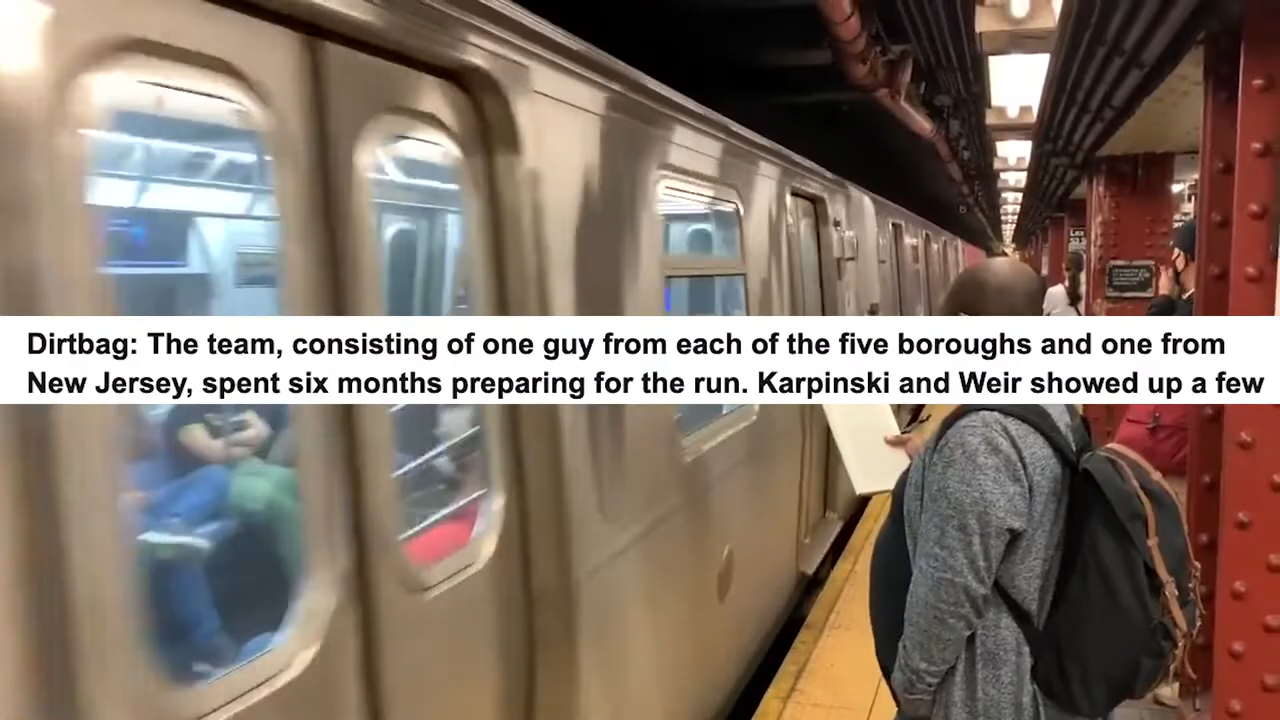 Dirtbag: The team, consisting of one guy from each of the five boroughs and one from
New Jersey, spent six months preparing for the run. Karpinski and Weir showed up a few